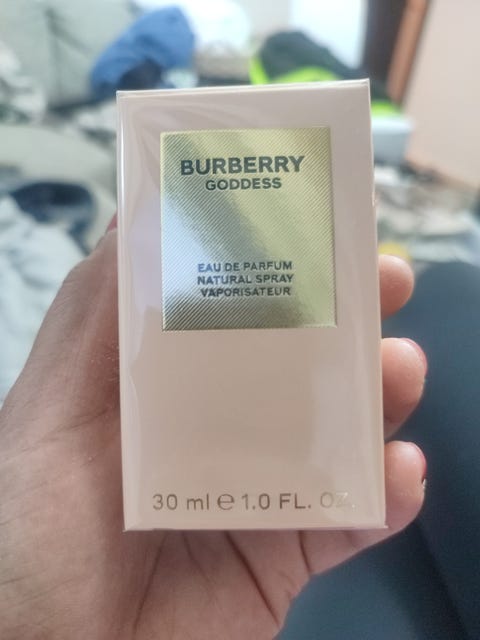 BURBERRY
GODDESS
EAU DE PARFUM
NATURAL SPRAY
VAPORISATEUR
30 ml ℮ 1.0 FL. OZ.